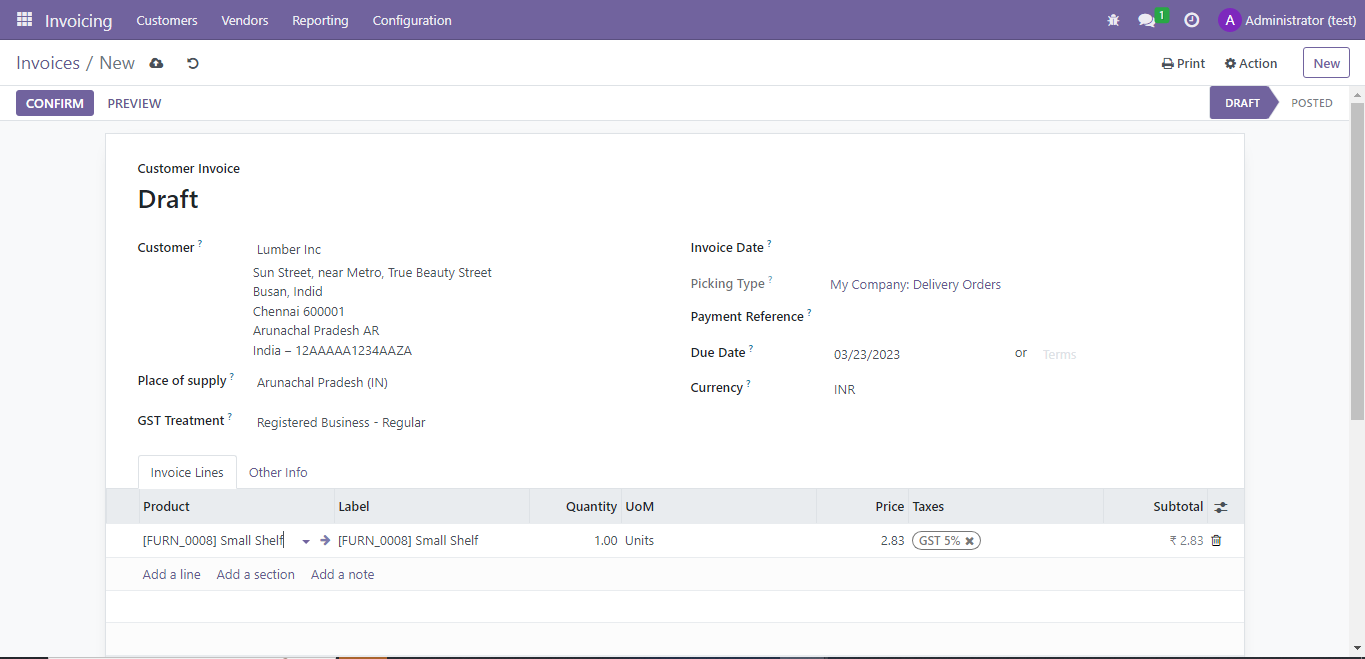 Invoicing Customers Vendors Reporting Configuration 1 A Administrator (test)
Invoices / New Print Action New
CONFIRM PREVIEW DRAFT POSTED
Customer Invoice
Draft
Customer ? Lumber Inc
Sun Street, near Metro, True Beauty Street
Busan, Indid
Chennai 600001
Arunachal Pradesh AR
India – 12AAAAA1234AAZA
Place of supply ? Arunachal Pradesh (IN)
GST Treatment ? Registered Business - Regular
Invoice Date ?
Picking Type ? My Company: Delivery Orders
Payment Reference ?
Due Date ? 03/23/2023 or Terms
Currency ? INR
Invoice Lines Other Info
Product Label Quantity UoM Price Taxes Subtotal
[FURN_0008] Small Shelf [FURN_0008] Small Shelf 1.00 Units 2.83 GST 5% ₹ 2.83
Add a line Add a section Add a note